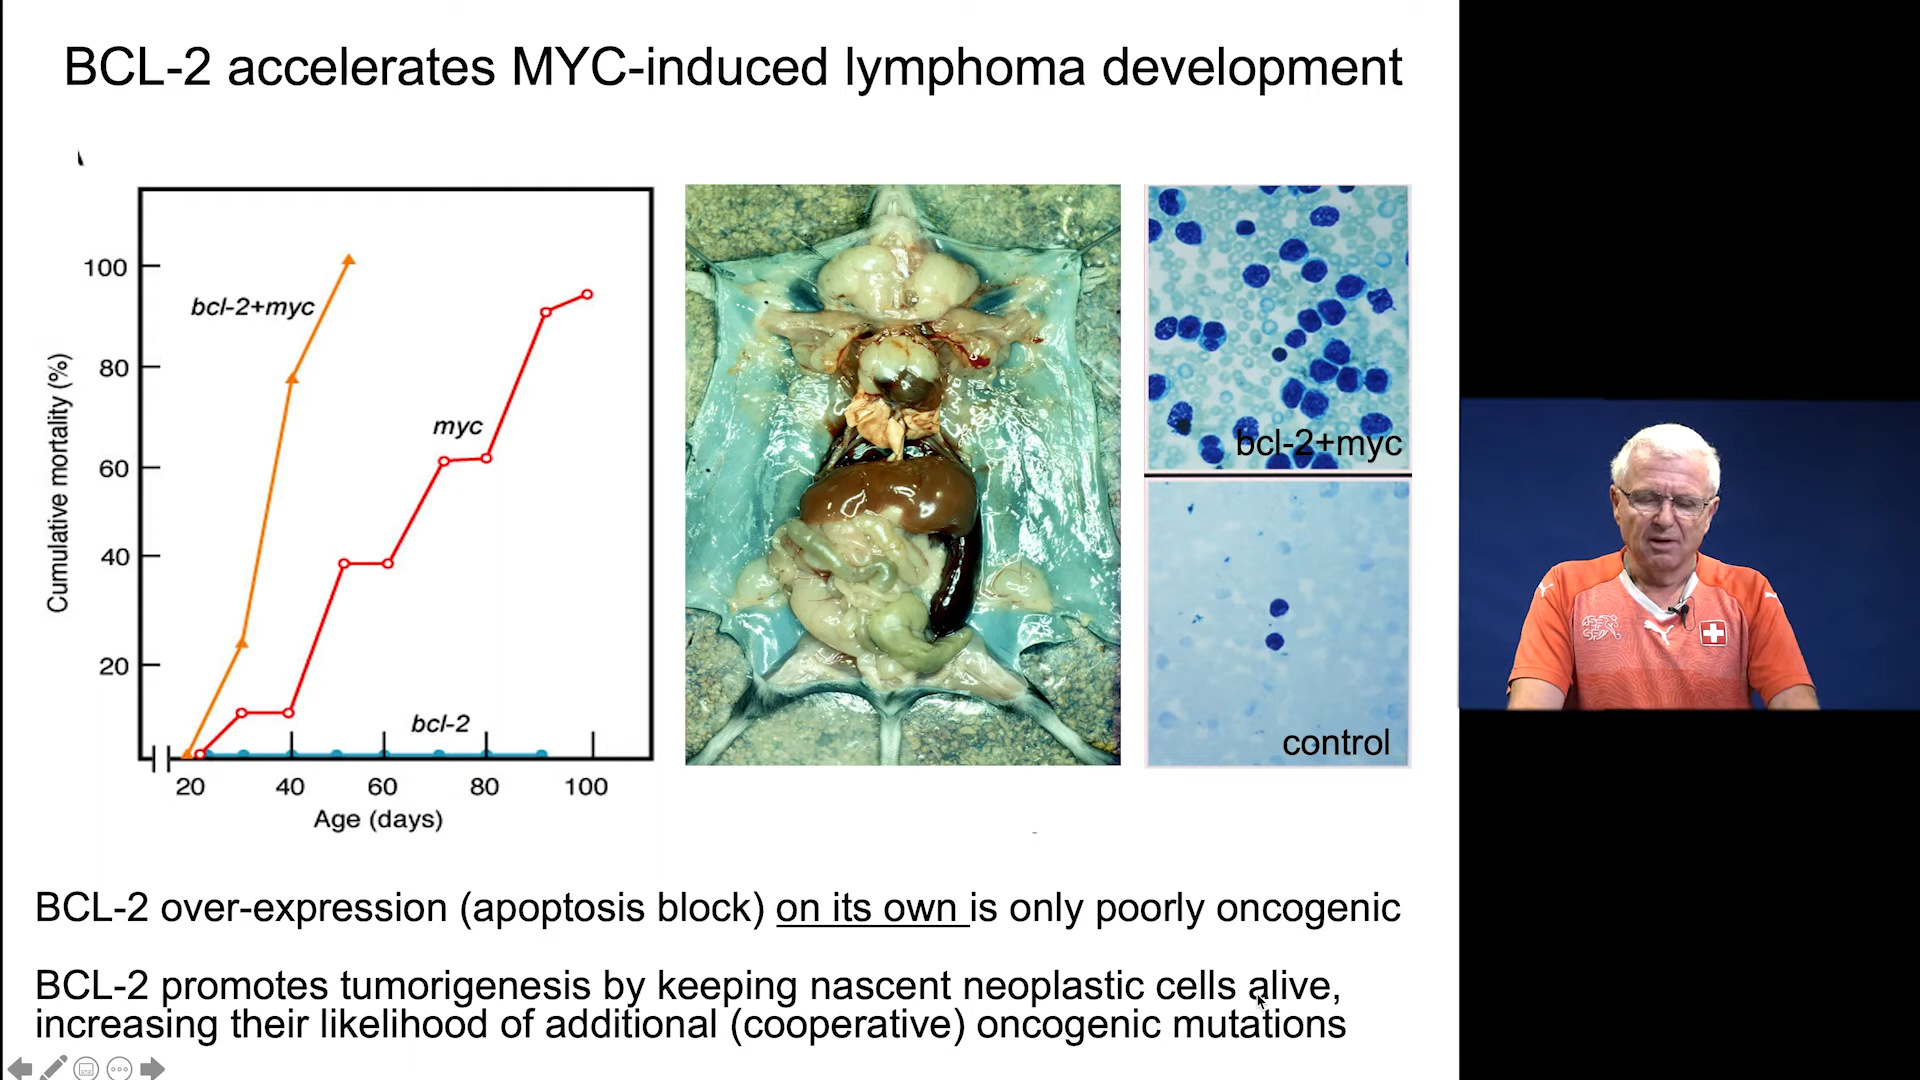 BCL-2 accelerates MYC-induced lymphoma development
100
80
60
40
20
Cumulative mortality (%)
bcl-2+myc
myc
bcl-2
20 40 60 80 100
Age (days)
bcl-2+myc
control
BCL-2 over-expression (apoptosis block) on its own is only poorly oncogenic
BCL-2 promotes tumorigenesis by keeping nascent neoplastic cells alive,
increasing their likelihood of additional (cooperative) oncogenic mutations